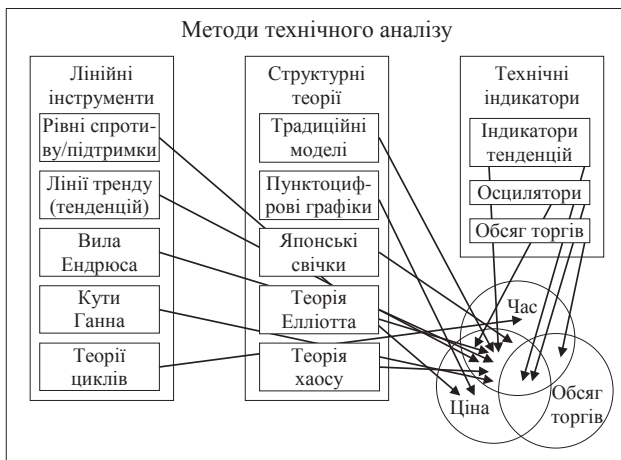 Методи технічного аналізу
Лінійні
інструменти
Рівні спроти-
ву/підтримки
Лінії тренду
(тенденцій)
Вила
Ендрюса
Кути
Ганна
Теорії
циклів
Структурні
теорії
Традиційні
моделі
Пунктоциф-
рові графіки
Японські
свічки
Теорія
Елліотта
Теорія
хаосу
Технічні
індикатори
Індикатори
тенденцій
Осцилятори
Обсяг торгів
Час
Ціна
Обсяг
торгів